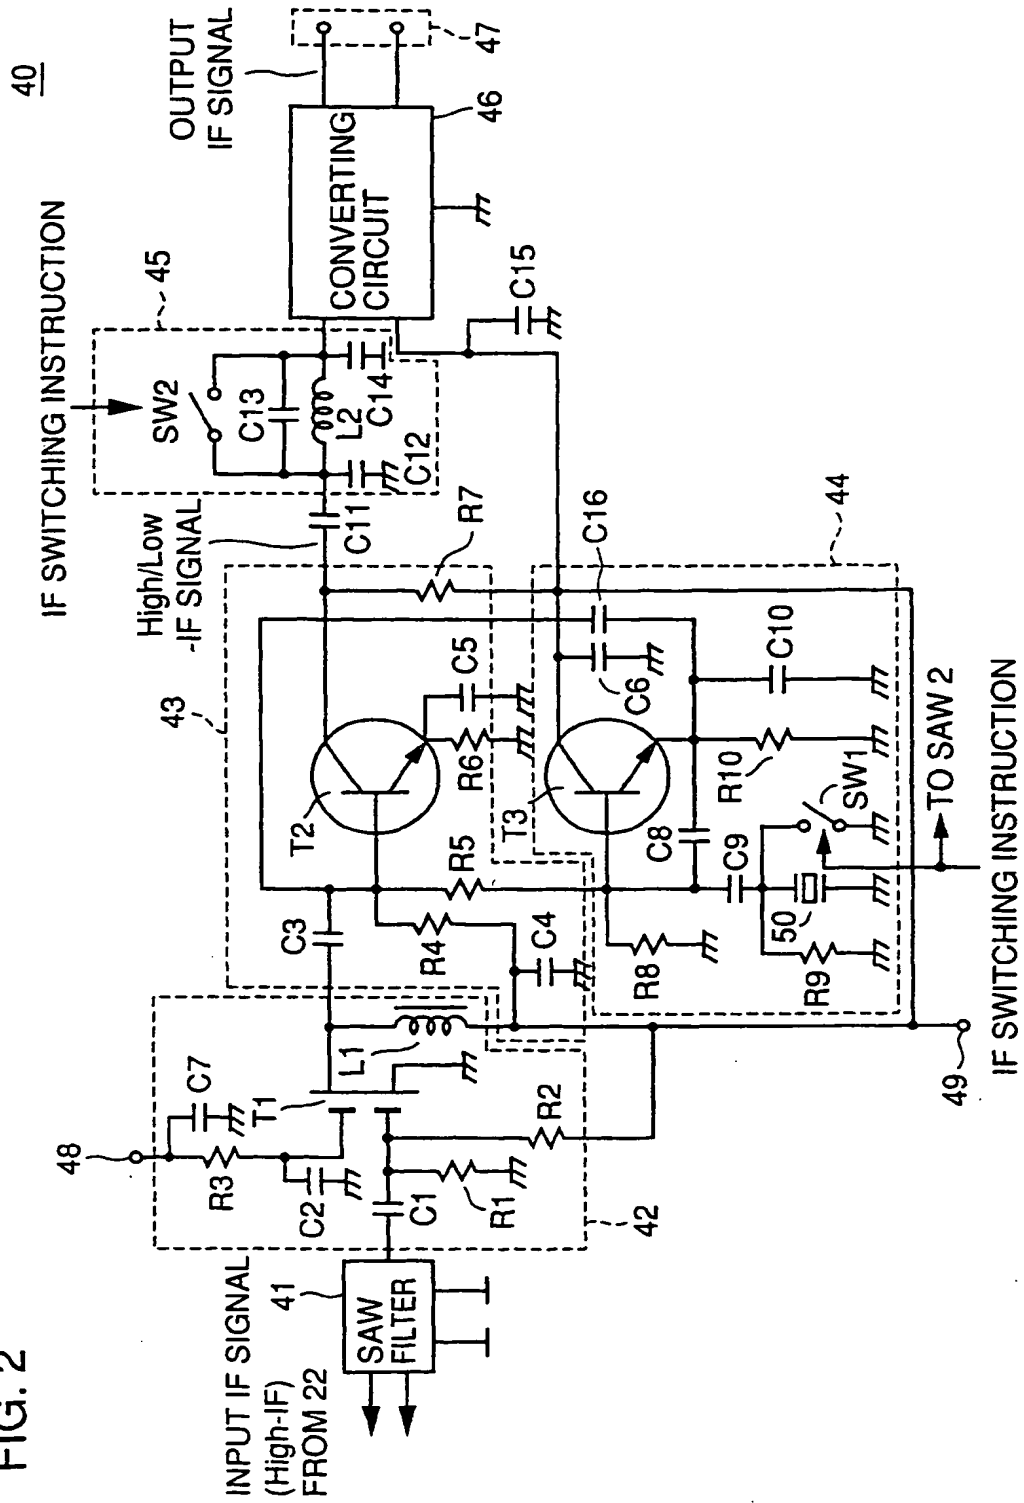 FIG. 2
40
INPUT IF SIGNAL
(High-IF)
FROM 22
41
SAW
FILTER
42
C1
R1
R2
C2
R3
48
C7
T1
L1
43
C3
R4
C4
R5
T2
R6
C5
High/Low
-IF SIGNAL
C11
R7
IF SWITCHING INSTRUCTION
45
SW2
C13
L2
C14
C12
CONVERTING
CIRCUIT
46
OUTPUT
IF SIGNAL
47
C15
44
C16
C6
C10
T3
R10
SW1
C8
C9
50
R8
R9
TO SAW 2
49
IF SWITCHING INSTRUCTION